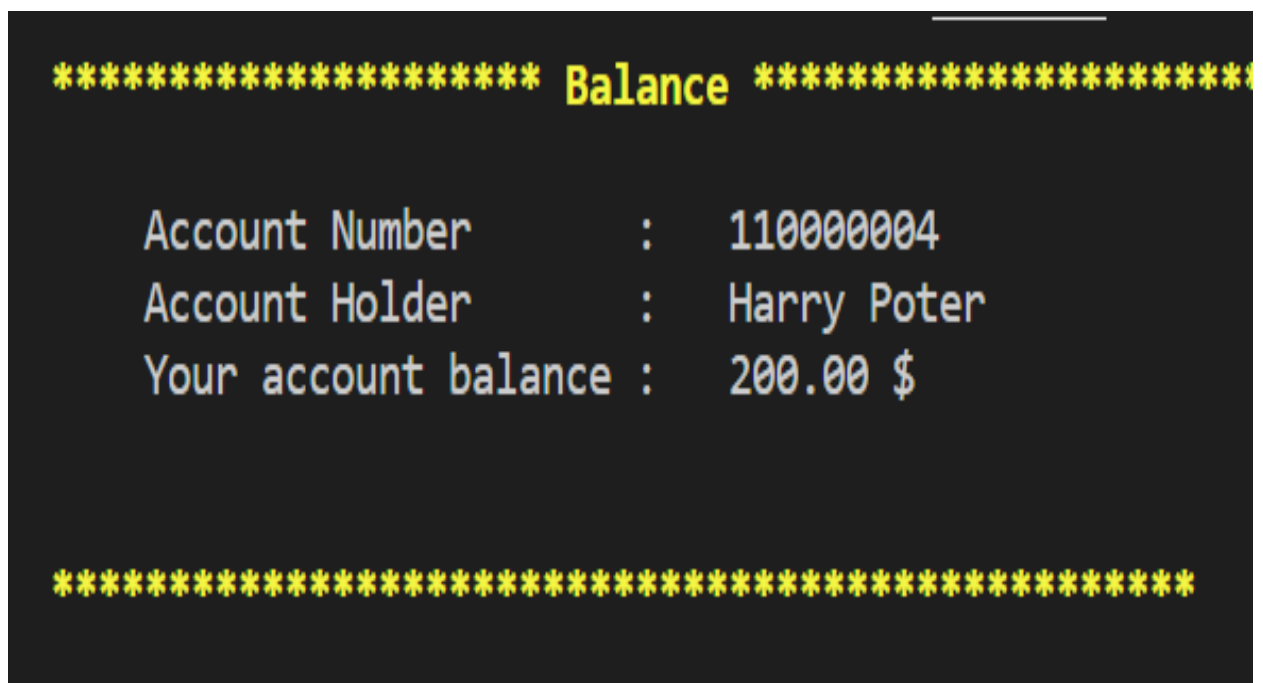 ********************* Balance **********************
Account Number : 110000004
Account Holder : Harry Poter
Your account balance : 200.00 $
*************************************************